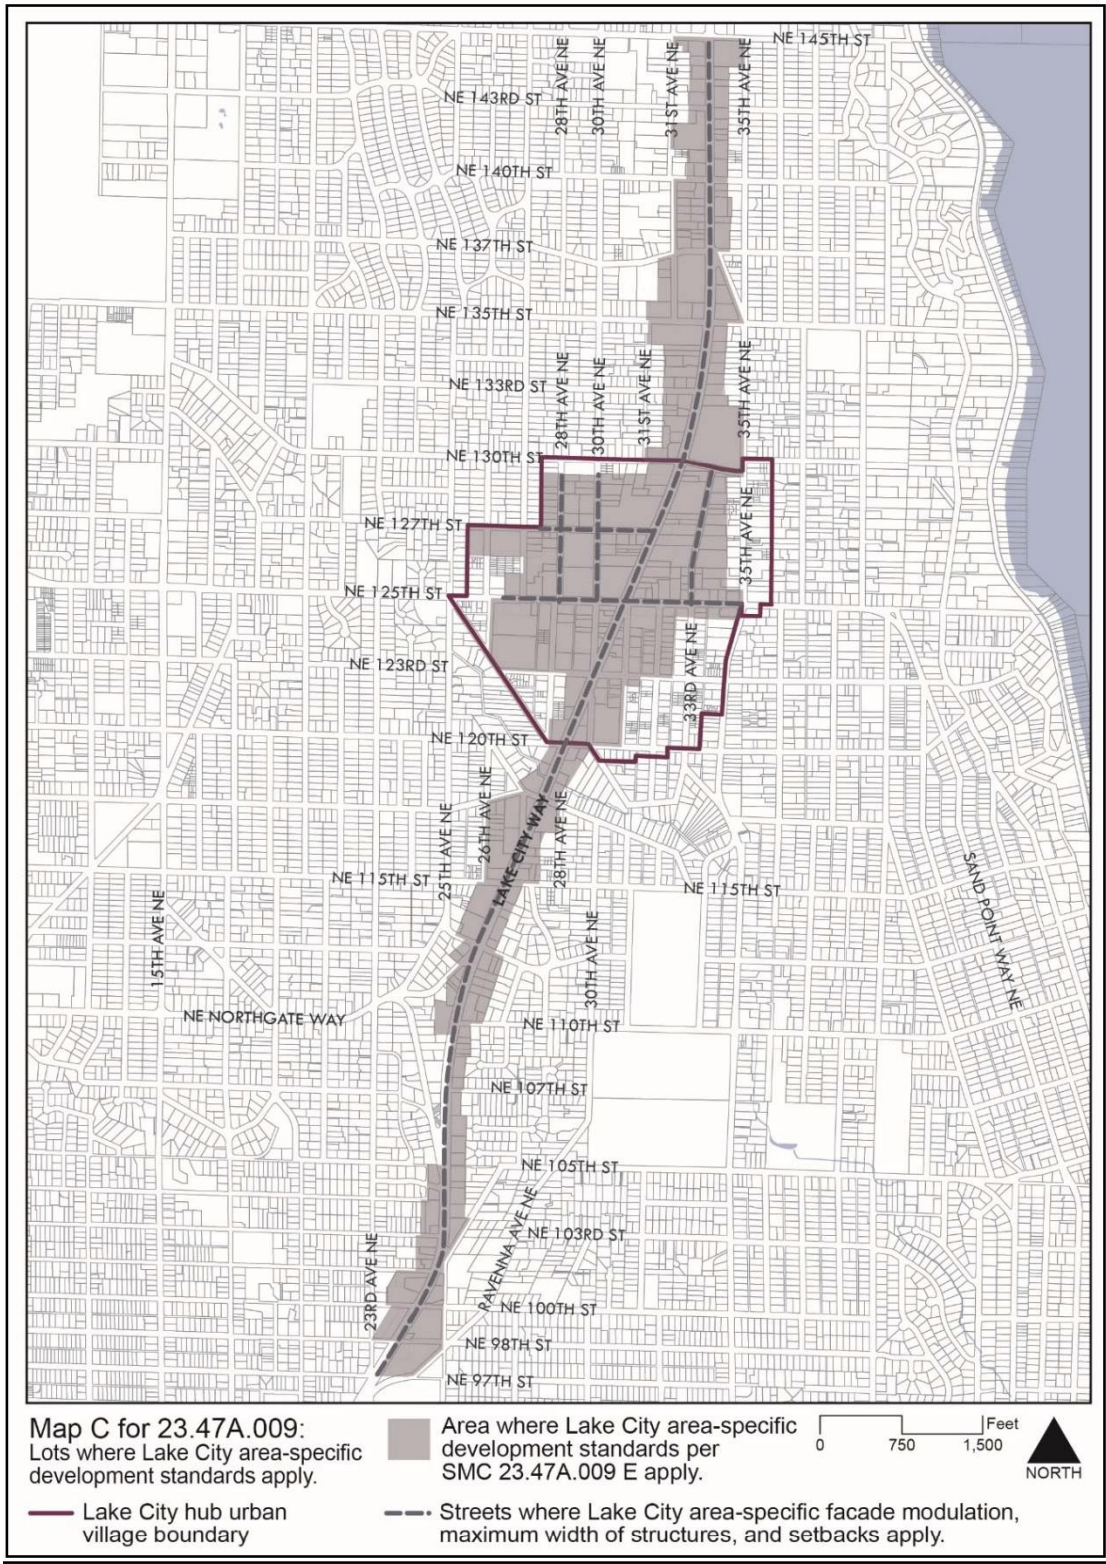 NE 145TH ST
28TH AVE NE
30TH AVE NE
31ST AVE NE
35TH AVE NE
NE 143RD ST
NE 140TH ST
NE 137TH ST
NE 135TH ST
28TH AVE NE
30TH AVE NE
31ST AVE NE
35TH AVE NE
NE 133RD ST
NE 130TH ST
NE 127TH ST
35TH AVE NE
NE 125TH ST
NE 123RD ST
33RD AVE NE
NE 120TH ST
26TH AVE NE
25TH AVE NE
LAKE CITY WAY
28TH AVE NE
NE 115TH ST
NE 115TH ST
SAND POINT WAY NE
15TH AVE NE
30TH AVE NE
NE NORTHGATE WAY
NE 110TH ST
NE 107TH ST
NE 105TH ST
RAVENNA AVE NE
NE 103RD ST
23RD AVE NE
NE 100TH ST
NE 98TH ST
NE 97TH ST
Map C for 23.47A.009:
Lots where Lake City area-specific
development standards apply.
Area where Lake City area-specific
development standards per
SMC 23.47A.009 E apply.
Feet
0 750 1,500
NORTH
Lake City hub urban
village boundary
Streets where Lake City area-specific facade modulation,
maximum width of structures, and setbacks apply.